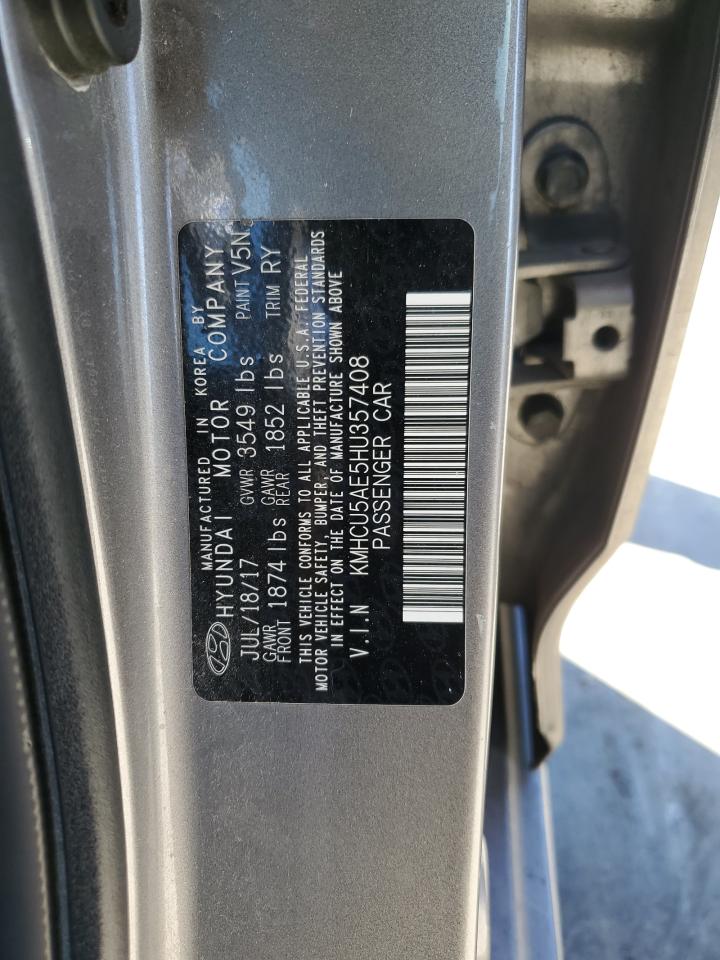 MANUFACTURED IN KOREA BY
HYUNDAI MOTOR COMPANY
JUL/18/17 GVWR 3549 lbs PAINT V5N
GAWR FRONT 1874 lbs GAWR REAR 1852 lbs TRIM RY
THIS VEHICLE CONFORMS TO ALL APPLICABLE U.S.A. FEDERAL
MOTOR VEHICLE SAFETY, BUMPER, AND THEFT PREVENTION STANDARDS
IN EFFECT ON THE DATE OF MANUFACTURE SHOWN ABOVE
V.I.N KMHCU5AE5HU357408
PASSENGER CAR